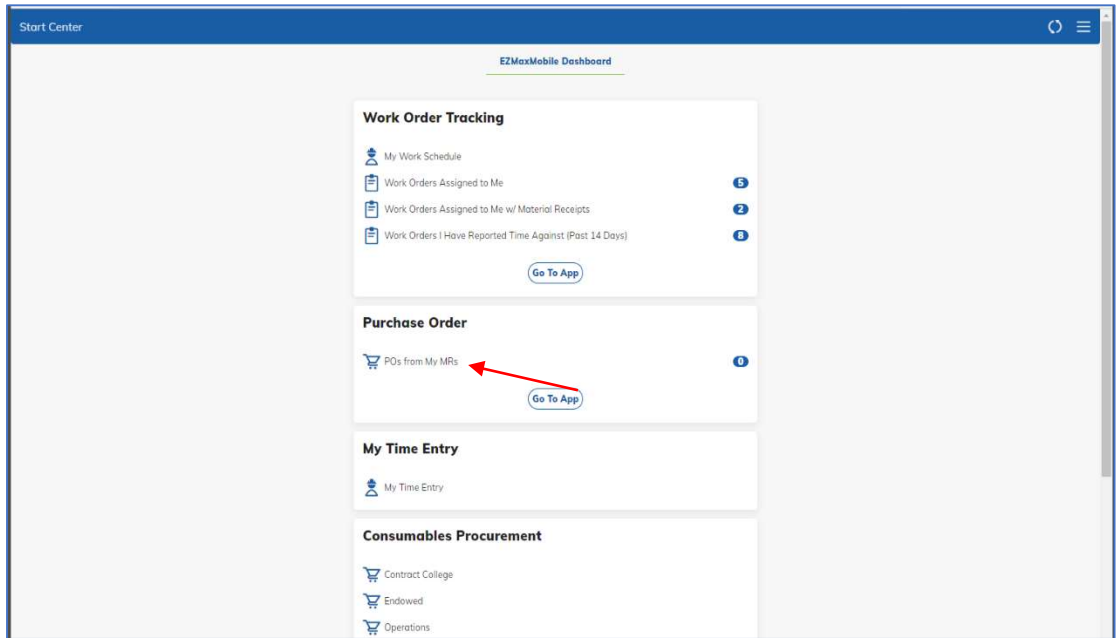 Start Center
EZMaxMobile Dashboard
Work Order Tracking
My Work Schedule
Work Orders Assigned to Me 5
Work Orders Assigned to Me w/ Material Receipts 2
Work Orders I Have Reported Time Against (Past 14 Days) 8
Go To App
Purchase Order
POs from My MRs 0
Go To App
My Time Entry
My Time Entry
Consumables Procurement
Contract College
Endowed
Operations